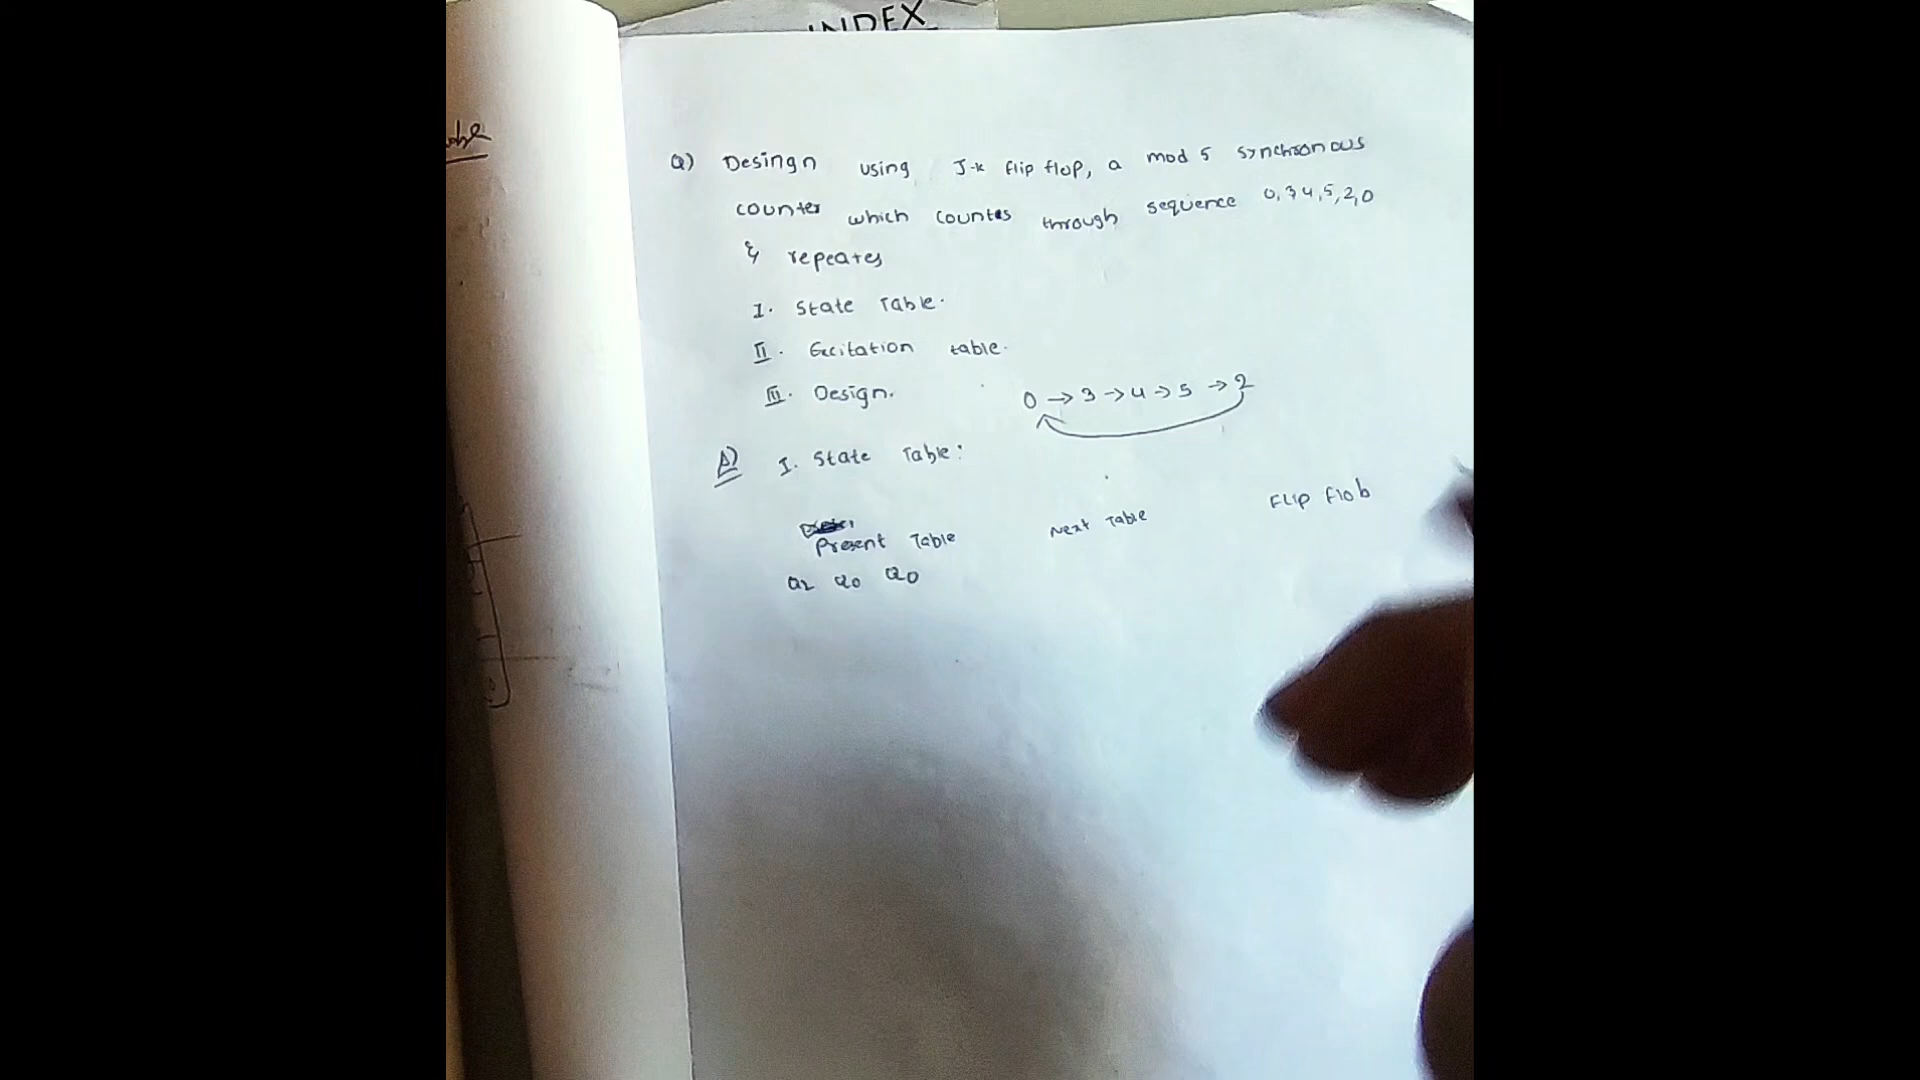 INDEX
Q) Desingn using J-k flip flop, a mod 5 synchronous
counter which countes through sequence 0,3 4,5,2,0
& repeates
I. State Table.
II. Excitation table.
III. Design.
0 → 3 → 4 → 5 → 2
A) I. State Table:
Present Table Next Table FLip flob
Q2 Q0 Q0